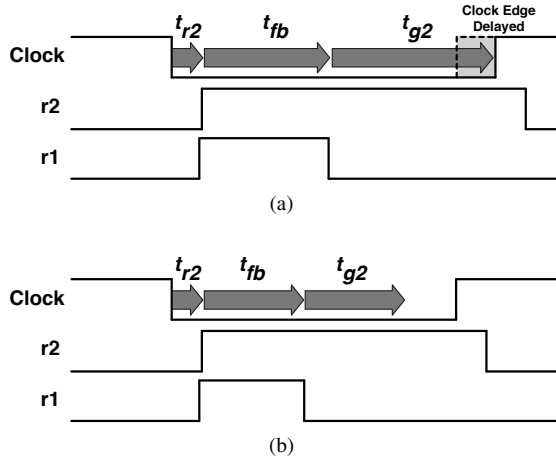 Clock Edge
Delayed
t_r2 t_fb t_g2
Clock
r2
r1
(a)
t_r2 t_fb t_g2
Clock
r2
r1
(b)